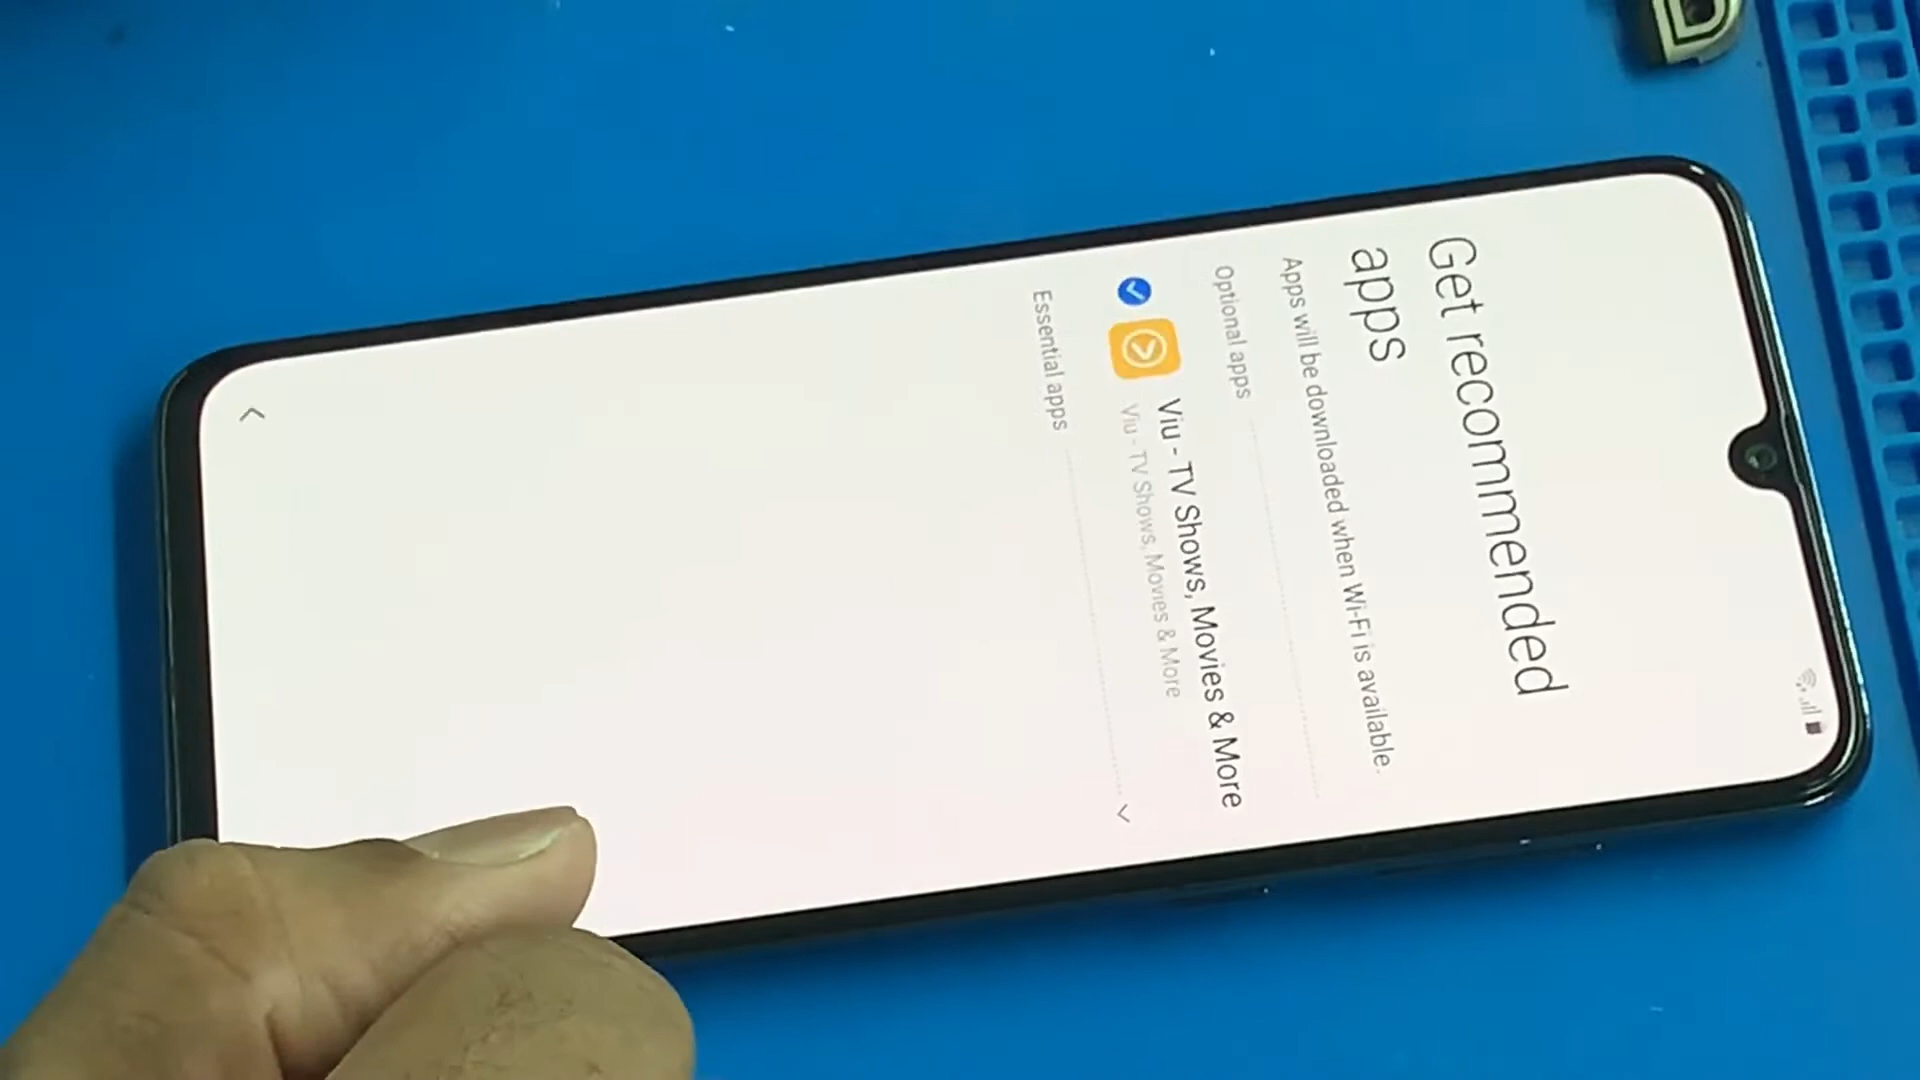 Get recommended
apps
Apps will be downloaded when Wi-Fi is available.
Optional apps
Viu - TV Shows, Movies & More
Viu - TV Shows, Movies & More
Essential apps